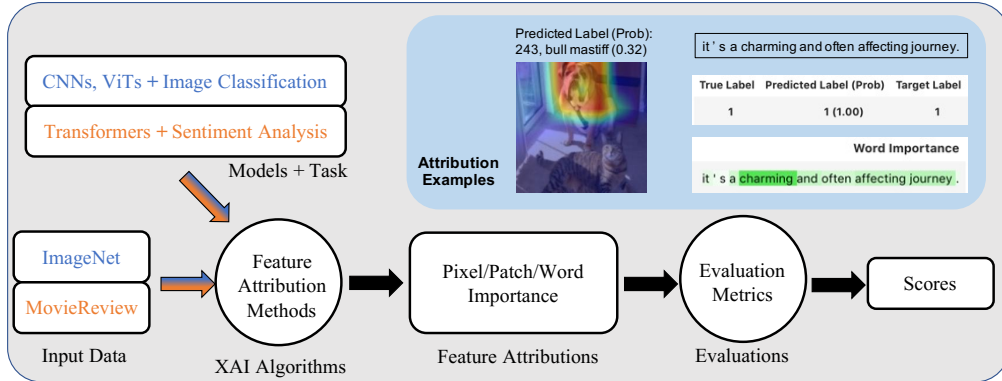 CNNs, ViTs + Image Classification
Transformers + Sentiment Analysis
Models + Task
Predicted Label (Prob):
243, bull mastiff (0.32)
Attribution
Examples
it ' s a charming and often affecting journey.
True Label Predicted Label (Prob) Target Label
1 1 (1.00) 1
Word Importance
it ' s a charming and often affecting journey .
ImageNet
MovieReview
Input Data
Feature
Attribution
Methods
XAI Algorithms
Pixel/Patch/Word
Importance
Feature Attributions
Evaluation
Metrics
Evaluations
Scores